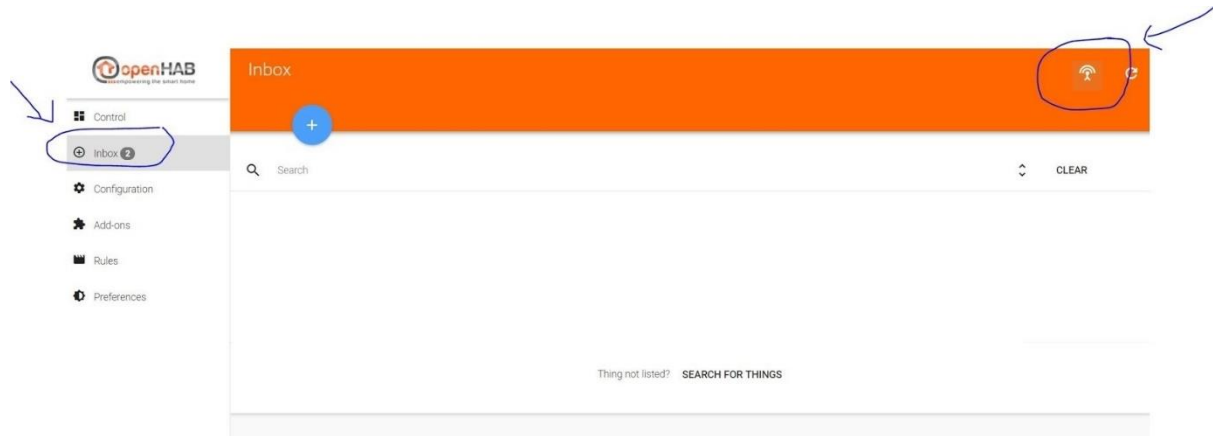 openHAB
empowering the smart home
Inbox
Control
Inbox 2
Configuration
Add-ons
Rules
Preferences
Search
CLEAR
Thing not listed? SEARCH FOR THINGS